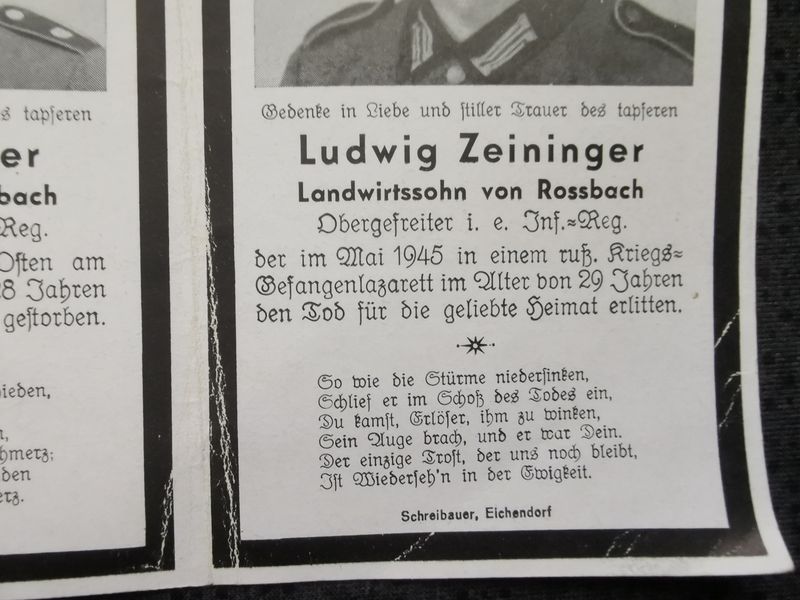 s tapferen
er
bach
Reg.
Osten am
28 Jahren
gestorben.
ieden,
n,
hmerz;
den
erz.
Gedenke in Liebe und stiller Trauer des tapferen
Ludwig Zeininger
Landwirtssohn von Rossbach
Obergefreiter i. e. Inf.=Reg.
der im Mai 1945 in einem ruß. Kriegs=
Gefangenlazarett im Alter von 29 Jahren
den Tod für die geliebte Heimat erlitten.
So wie die Stürme niedersinken,
Schlief er im Schoß des Todes ein,
Du kamst, Erlöser, ihm zu winken,
Sein Auge brach, und er war Dein.
Der einzige Trost, der uns noch bleibt,
Ist Wiederseh'n in der Ewigkeit.
Schreibauer, Eichendorf